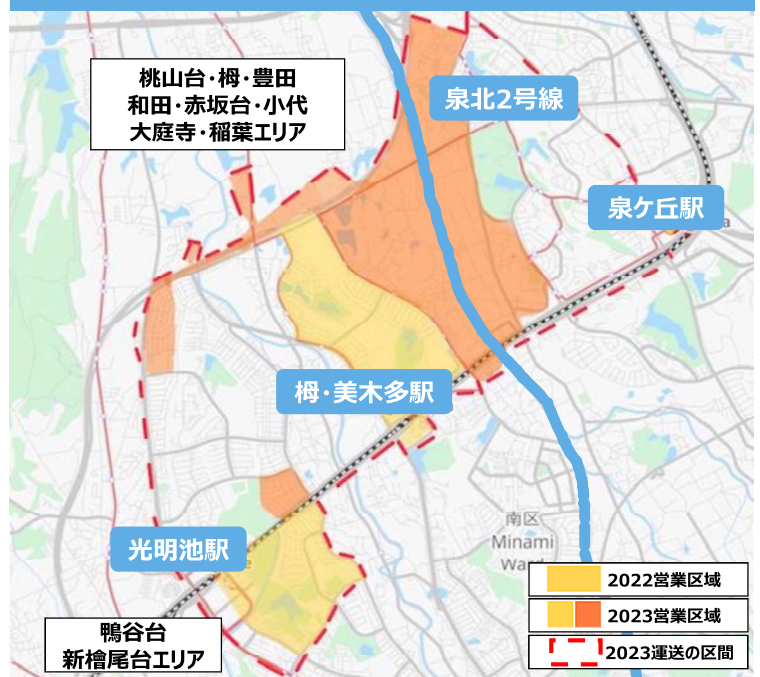 桃山台・栂・豊田
和田・赤坂台・小代
大庭寺・稲葉エリア
泉北2号線
泉ケ丘駅
栂・美木多駅
光明池駅
南区
Minami
Ward
鴨谷台
新檜尾台エリア
2022営業区域
2023営業区域
2023運送の区間